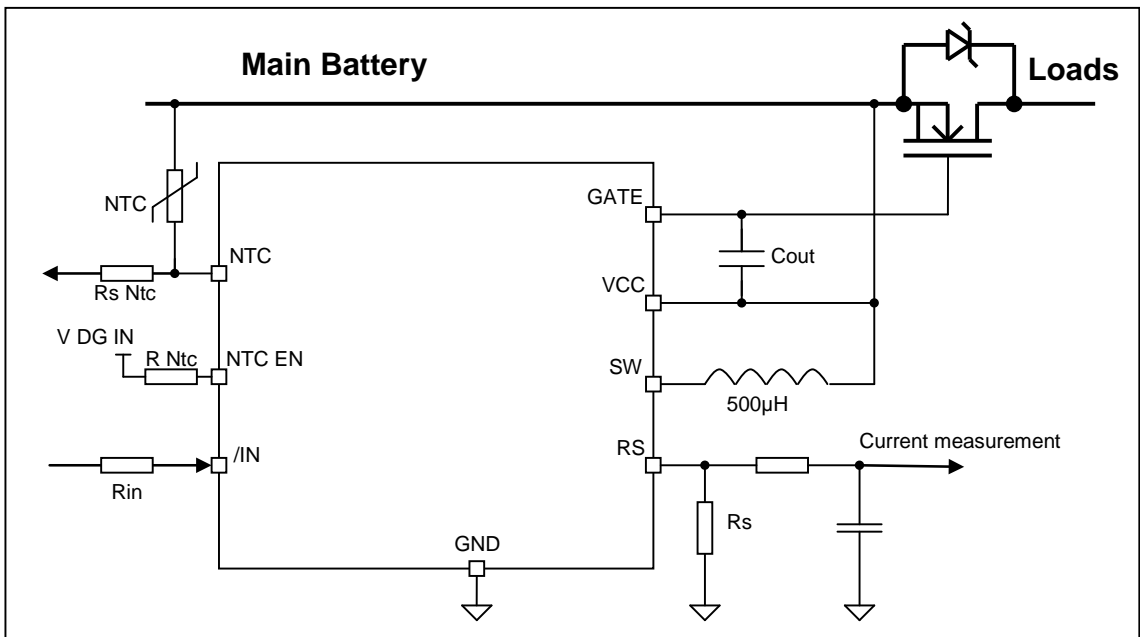 Main Battery
Loads
NTC
GATE
NTC
Cout
Rs Ntc
VCC
V DG IN
R Ntc
NTC EN
SW
500µH
/IN
RS
Current measurement
Rin
Rs
GND